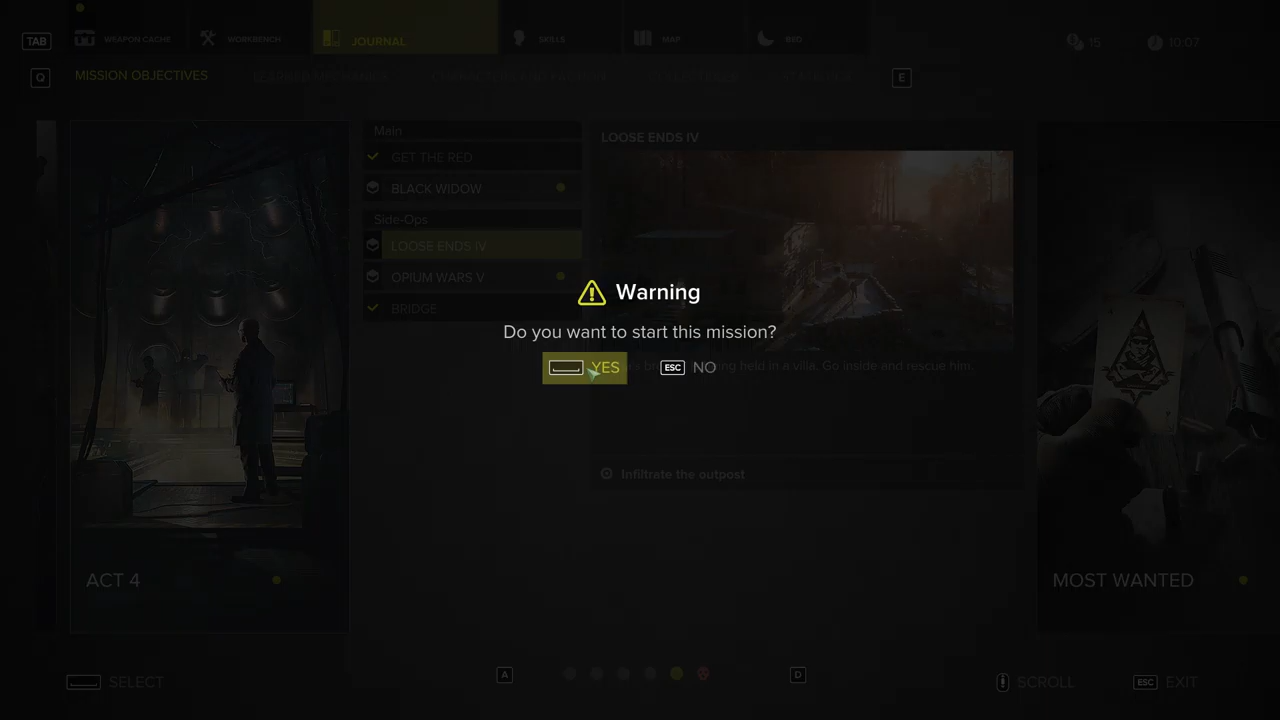 TAB
WEAPON CACHE
WORKBENCH
JOURNAL
SKILLS
MAP
BED
15
10:07
Q
MISSION OBJECTIVES
E
Main
GET THE RED
BLACK WIDOW
Side-Ops
LOOSE ENDS IV
OPIUM WARS V
BRIDGE
LOOSE ENDS IV
Warning
Do you want to start this mission?
YES
ESC NO
held in a villa. Go inside and rescue him.
Infiltrate the outpost
ACT 4
MOST WANTED
SELECT
A
D
SCROLL
ESC EXIT